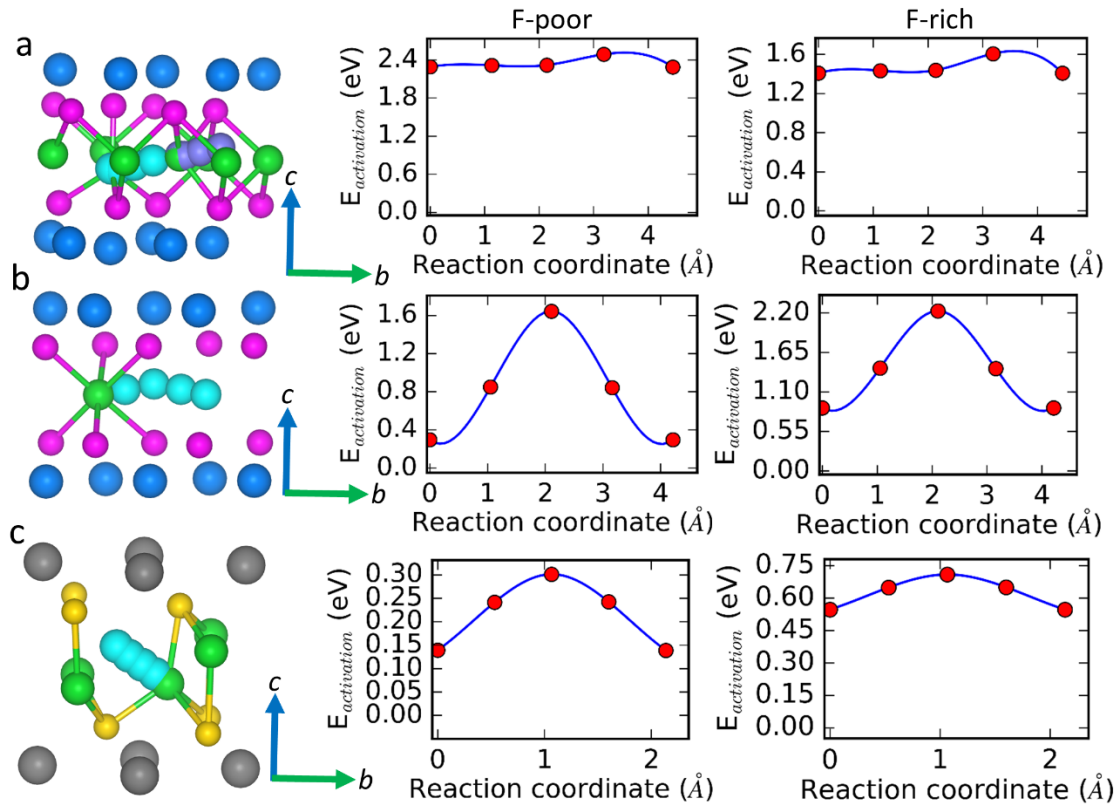 F-poor
F-rich
a
c
b
E_activation (eV)
2.4
1.8
1.2
0.6
0.0
0 1 2 3 4
Reaction coordinate (Å)
E_activation (eV)
1.6
1.2
0.8
0.4
0.0
0 1 2 3 4
Reaction coordinate (Å)
b
c
b
E_activation (eV)
1.6
1.2
0.8
0.4
0.0
0 1 2 3 4
Reaction coordinate (Å)
E_activation (eV)
2.20
1.65
1.10
0.55
0.00
0 1 2 3 4
Reaction coordinate (Å)
c
c
b
E_activation (eV)
0.30
0.25
0.20
0.15
0.10
0.05
0.00
0 1 2
Reaction coordinate (Å)
E_activation (eV)
0.75
0.60
0.45
0.30
0.15
0.00
0 1 2
Reaction coordinate (Å)